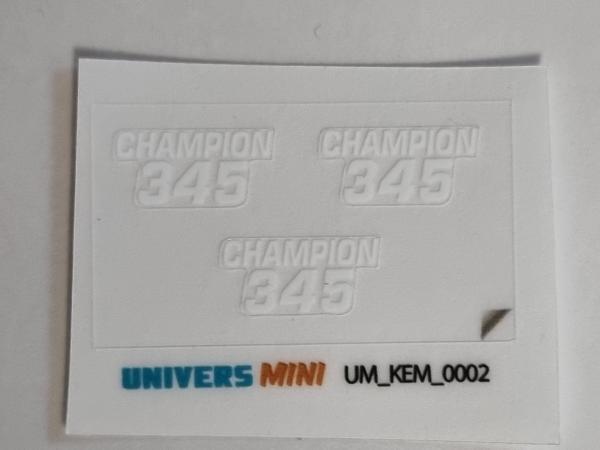 CHAMPION CHAMPION
345 345
CHAMPION
345
UNIVERS MINI UM_KEM_0002